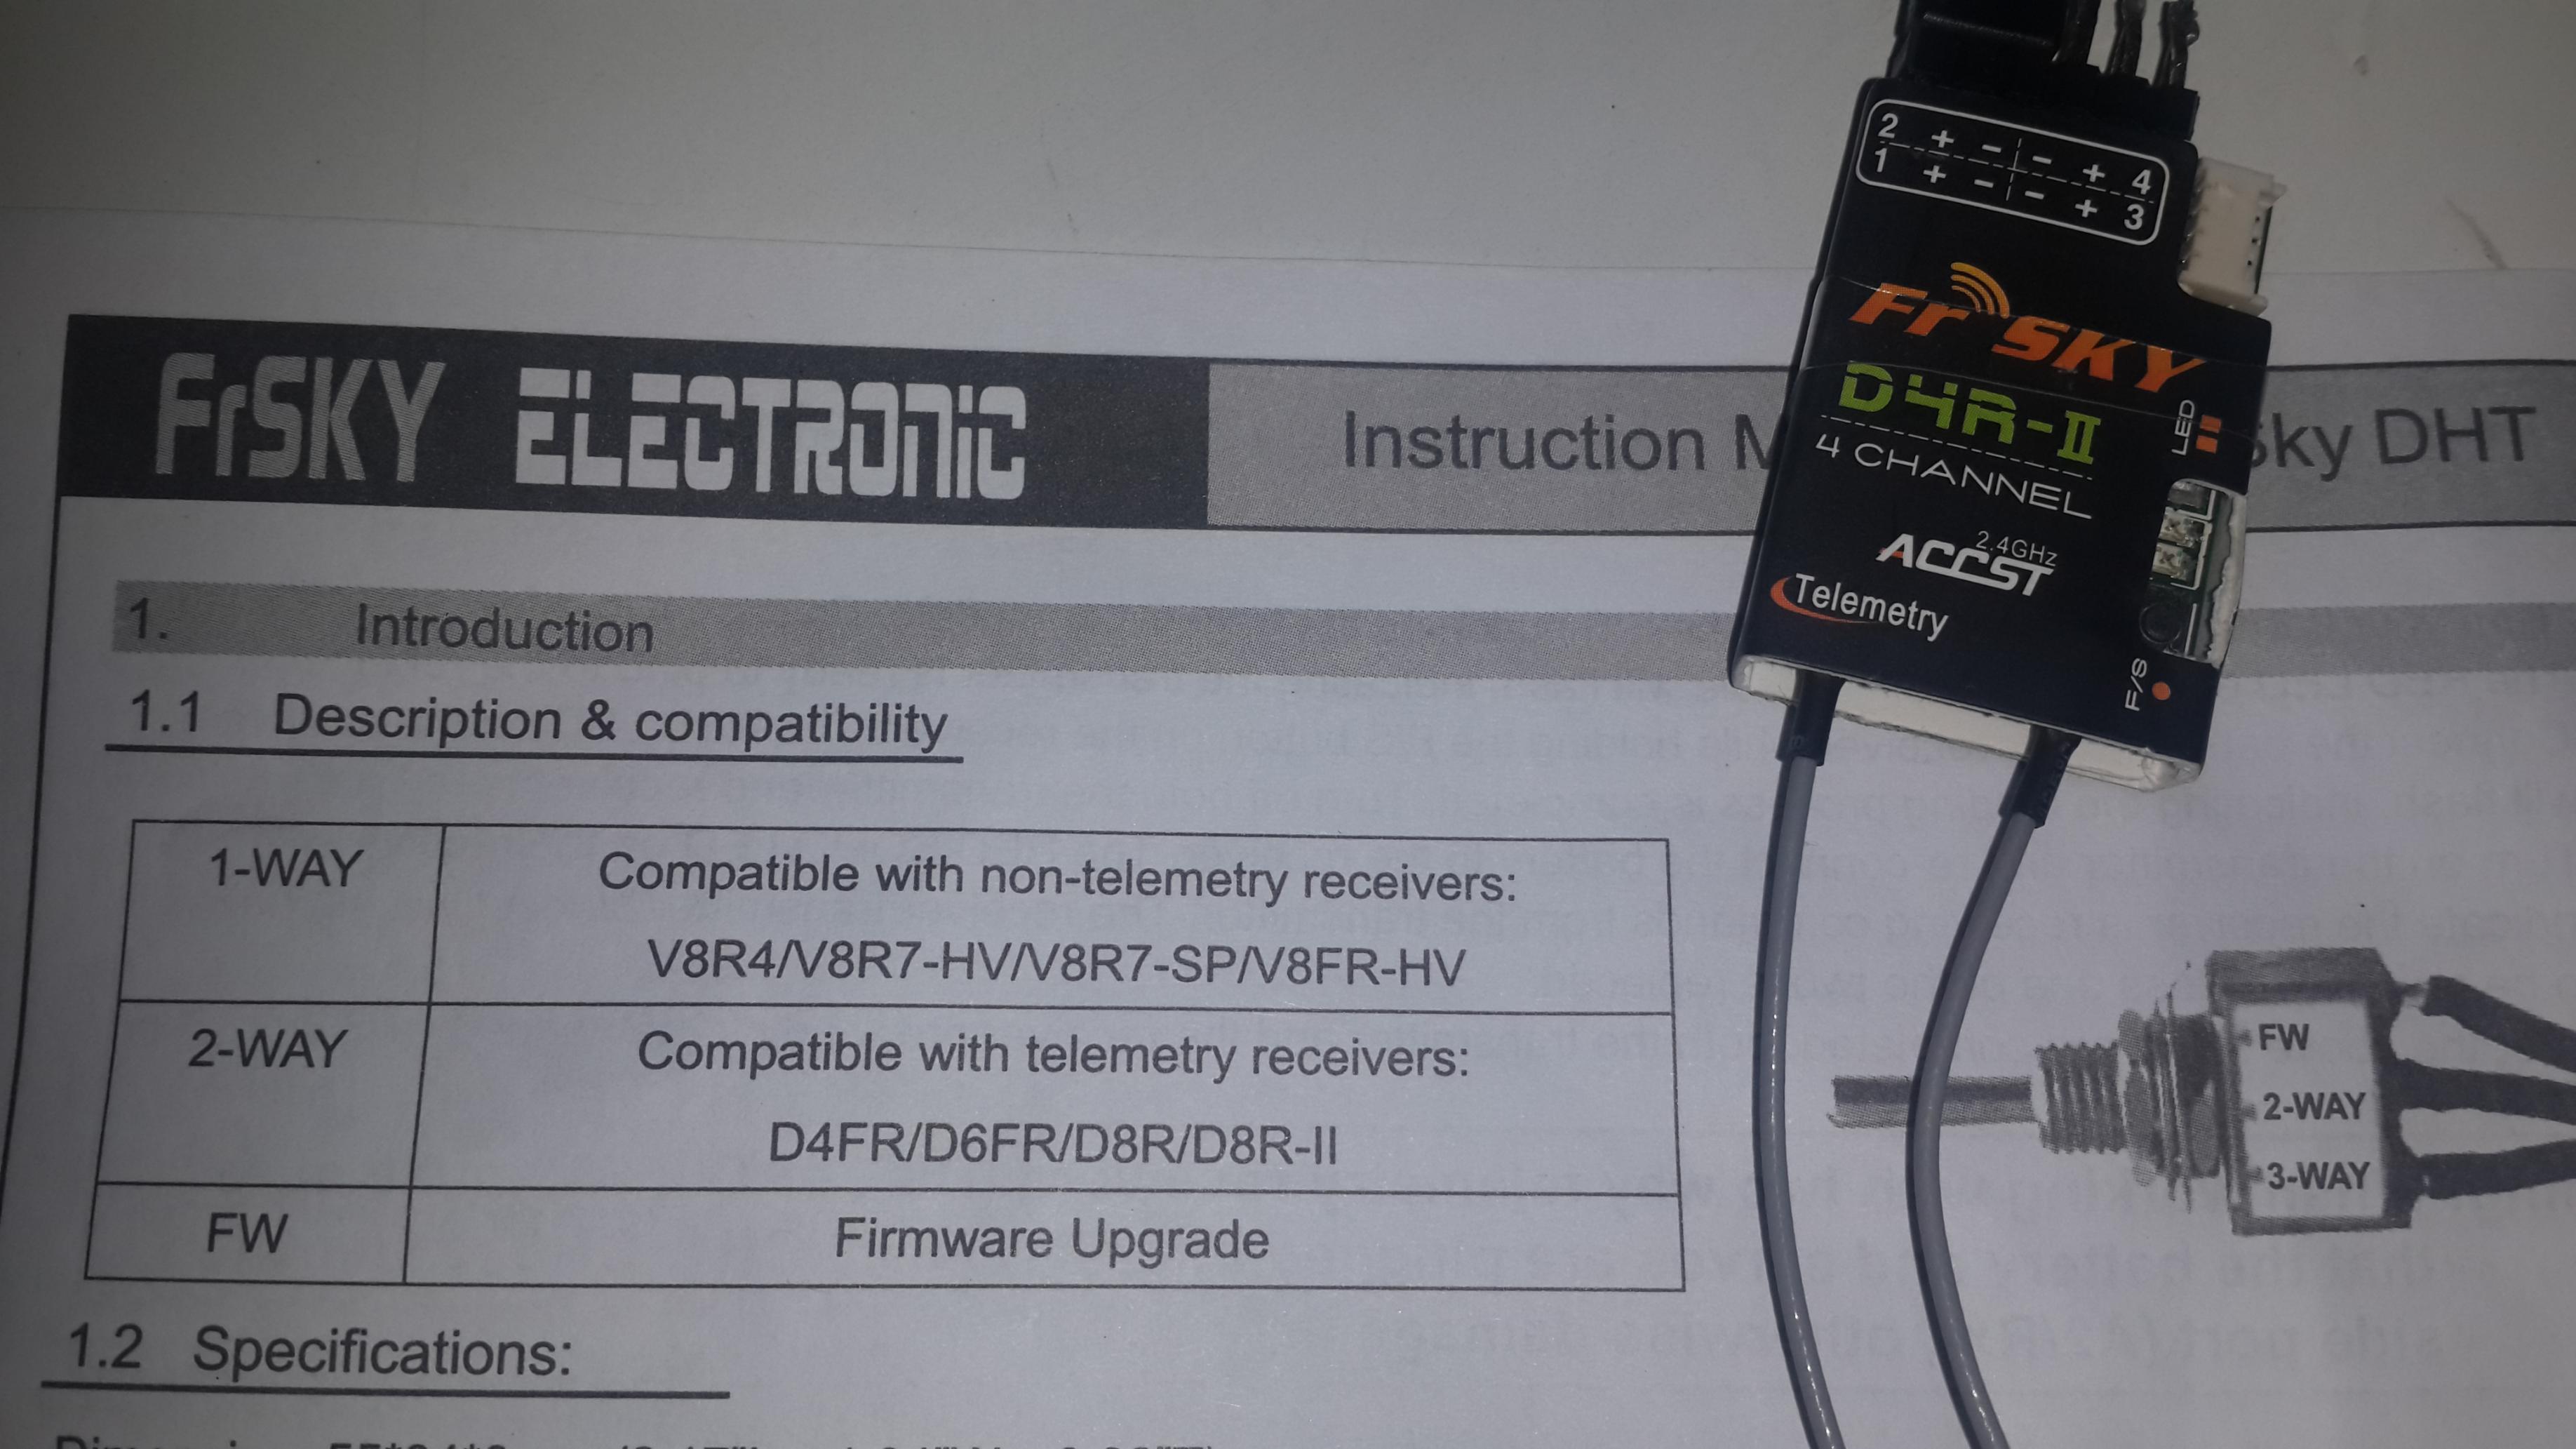 FrSKY ELECTRONIC
Instruction
Sky DHT
1. Introduction
1.1 Description & compatibility
1-WAY
Compatible with non-telemetry receivers:
V8R4/V8R7-HV/V8R7-SP/V8FR-HV
2-WAY
Compatible with telemetry receivers:
D4FR/D6FR/D8R/D8R-II
FW
Firmware Upgrade
1.2 Specifications:
FW
2-WAY
3-WAY
2 + - - + 4
1 + - - + 3
FrSKY
D4R-II
4 CHANNEL
LED
2.4GHz
ACCST
Telemetry
F/S